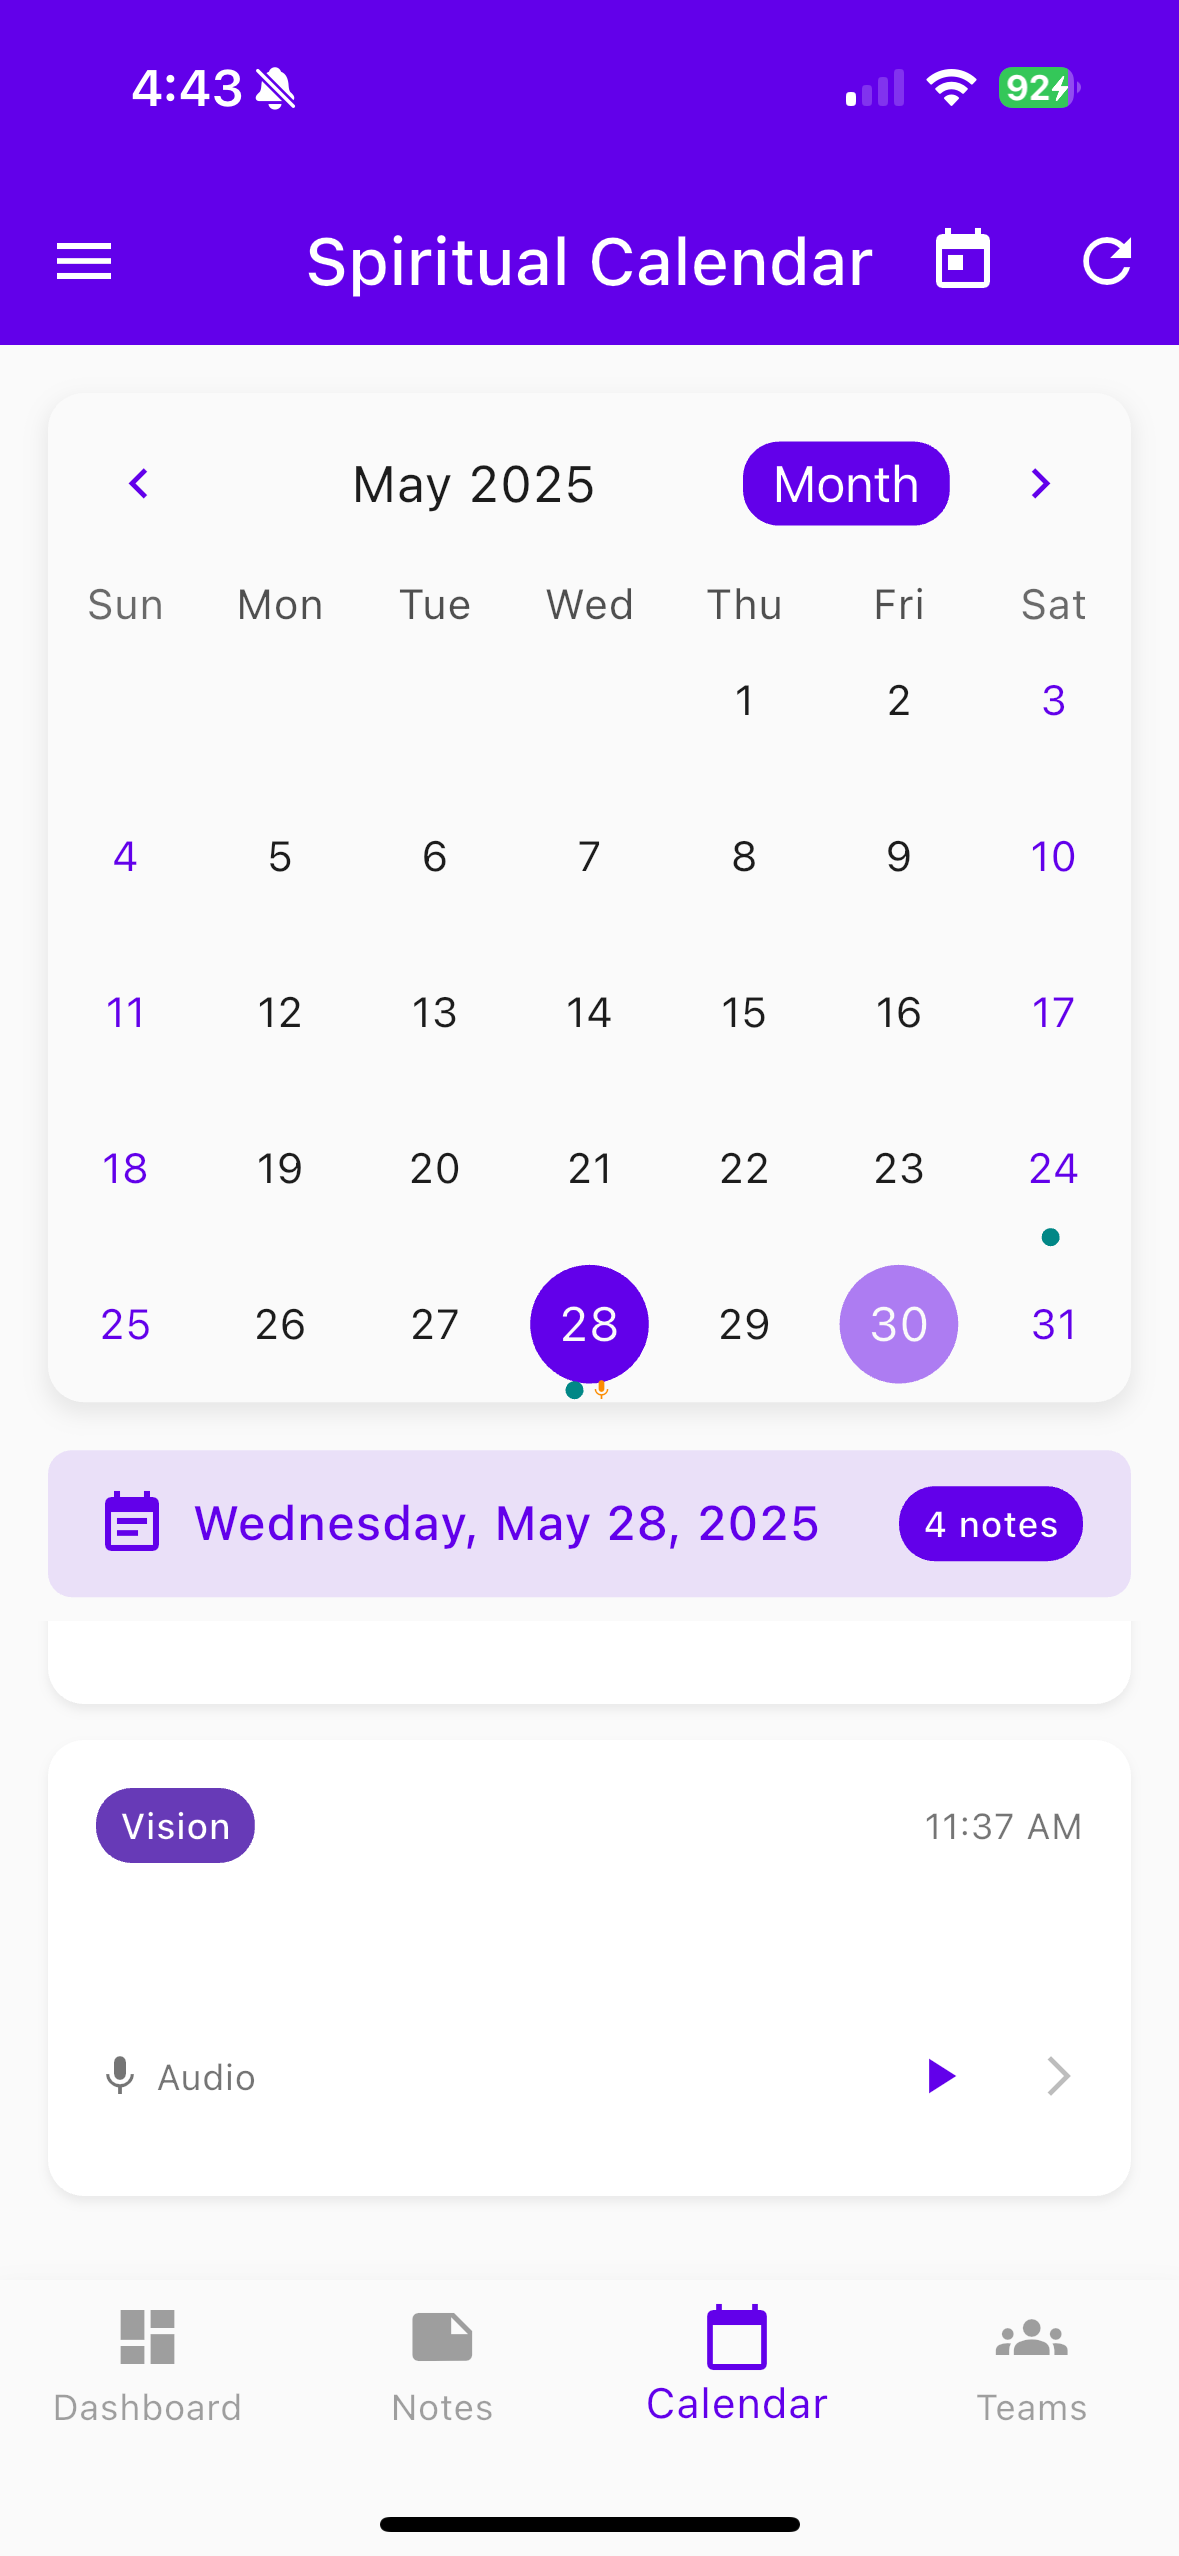 4:43
92
Spiritual Calendar
May 2025 Month
Sun Mon Tue Wed Thu Fri Sat
1 2 3
4 5 6 7 8 9 10
11 12 13 14 15 16 17
18 19 20 21 22 23 24
25 26 27 28 29 30 31
Wednesday, May 28, 2025 4 notes
Vision 11:37 AM
Audio
Dashboard Notes Calendar Teams